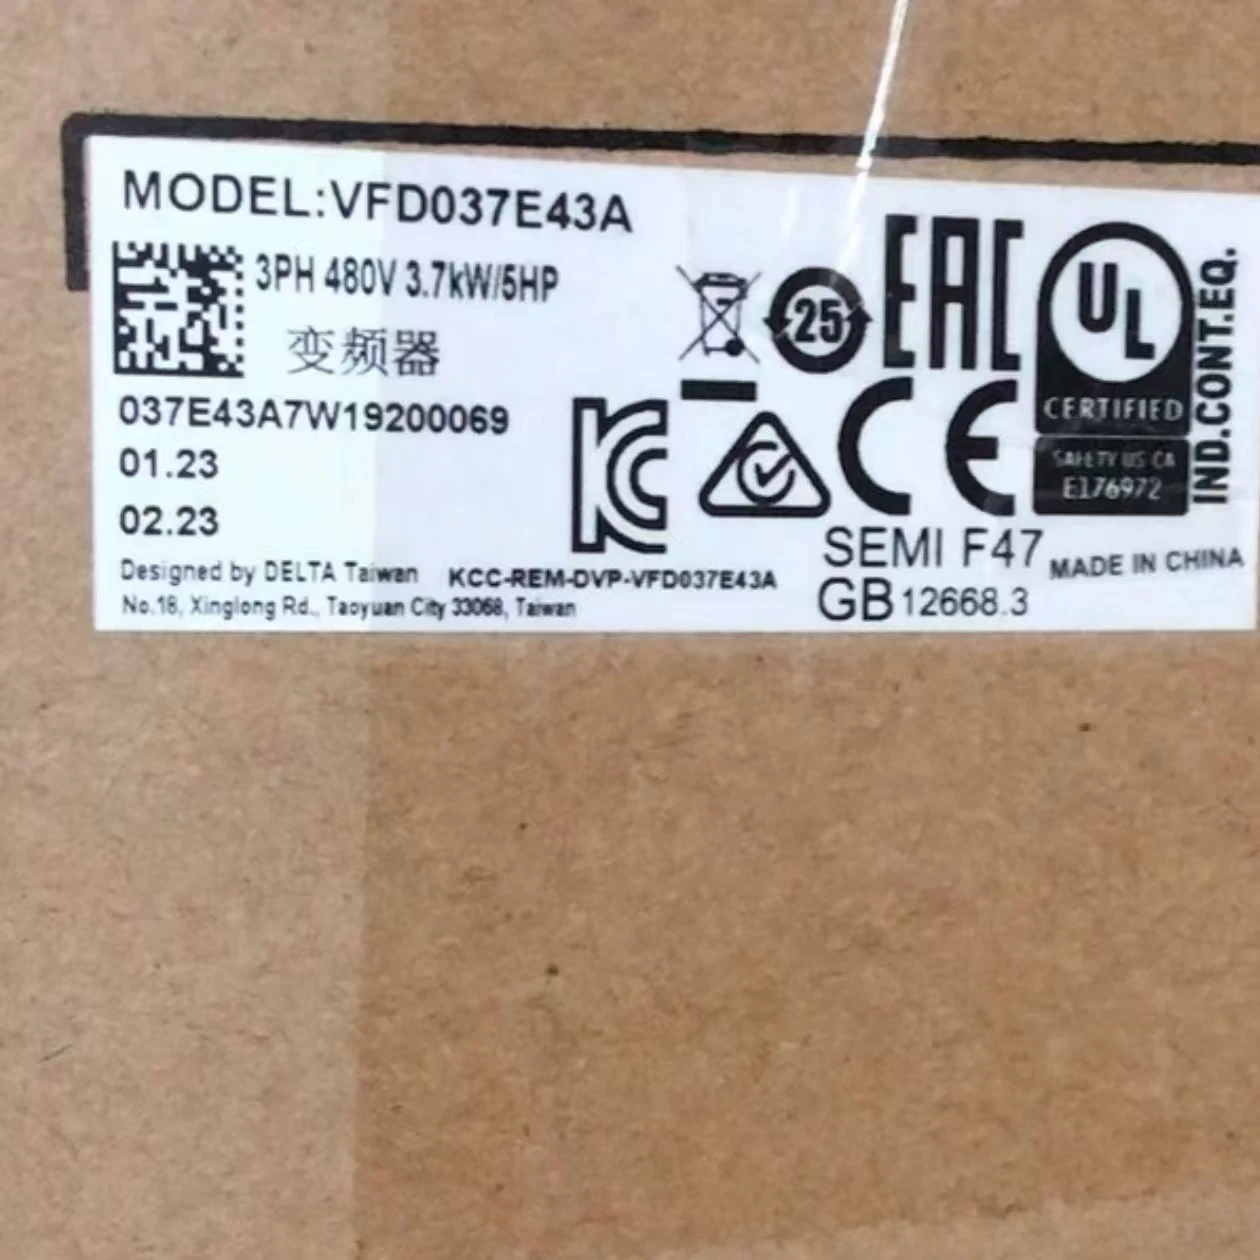 MODEL:VFD037E43A
3PH 480V 3.7kW/5HP
变频器
037E43A7W19200069
01.23
02.23
Designed by DELTA Taiwan
No.18, Xinglong Rd., Taoyuan City 33068, Taiwan
KCC-REM-DVP-VFD037E43A
25
EAC
KC
CE
UL
CERTIFIED
SAFETY US CA
E176972
IND.CONT.EQ.
SEMI F47
GB 12668.3
MADE IN CHINA